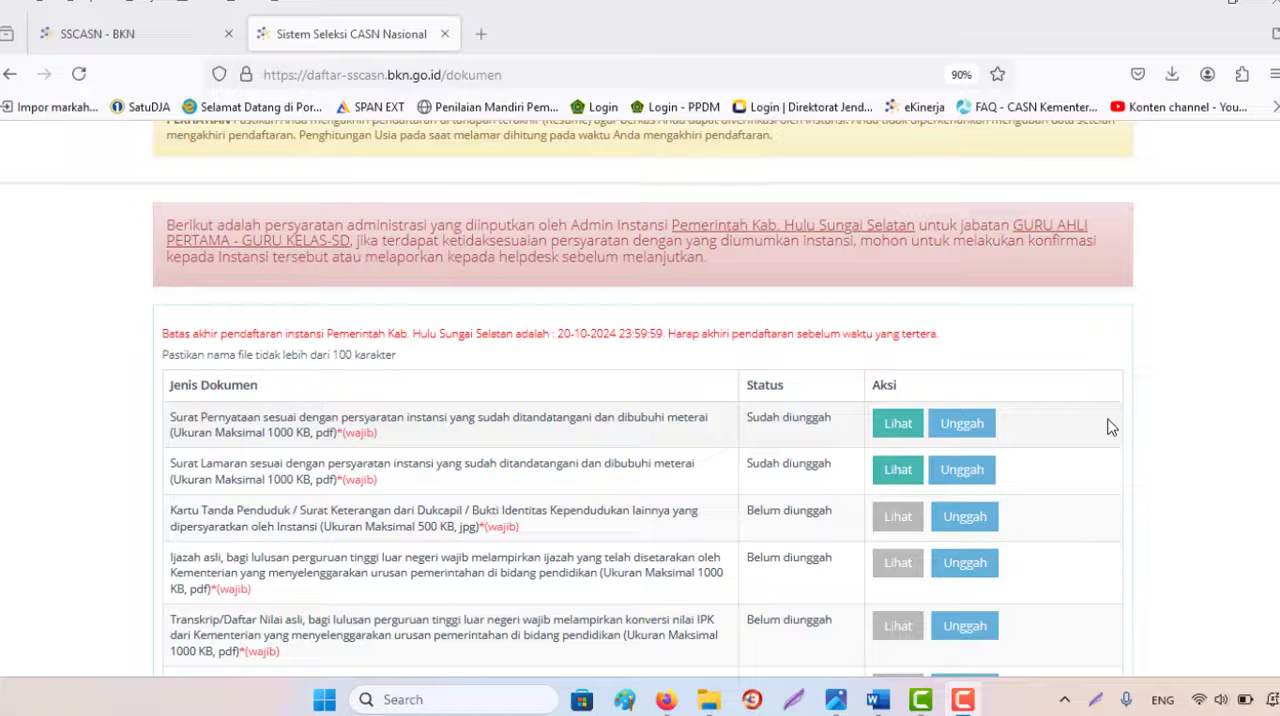 SSCASN - BKN
Sistem Seleksi CASN Nasional
https://daftar-sscasn.bkn.go.id/dokumen
90%
Impor markah...
SatuDJA
Selamat Datang di Por...
SPAN EXT
Penilaian Mandiri Pem...
Login
Login - PPDM
Login | Direktorat Jend...
eKinerja
FAQ - CASN Kementer...
Konten channel - You...
mengakhiri pendaftaran. Penghitungan Usia pada saat melamar dihitung pada waktu Anda mengakhiri pendaftaran.
Berikut adalah persyaratan administrasi yang diinputkan oleh Admin Instansi Pemerintah Kab. Hulu Sungai Selatan untuk jabatan GURU AHLI
PERTAMA - GURU KELAS-SD, jika terdapat ketidaksesuaian persyaratan dengan yang diumumkan instansi, mohon untuk melakukan konfirmasi
kepada Instansi tersebut atau melaporkan kepada helpdesk sebelum melanjutkan.
Batas akhir pendaftaran instansi Pemerintah Kab. Hulu Sungai Selatan adalah : 20-10-2024 23:59:59. Harap akhiri pendaftaran sebelum waktu yang tertera.
Pastikan nama file tidak lebih dari 100 karakter
Jenis Dokumen
Status
Aksi
Surat Pernyataan sesuai dengan persyaratan instansi yang sudah ditandatangani dan dibubuhi meterai
(Ukuran Maksimal 1000 KB, pdf)*(wajib)
Sudah diunggah
Lihat
Unggah
Surat Lamaran sesuai dengan persyaratan instansi yang sudah ditandatangani dan dibubuhi meterai
(Ukuran Maksimal 1000 KB, pdf)*(wajib)
Sudah diunggah
Lihat
Unggah
Kartu Tanda Penduduk / Surat Keterangan dari Dukcapil / Bukti Identitas Kependudukan lainnya yang
dipersyaratkan oleh Instansi (Ukuran Maksimal 500 KB, jpg)*(wajib)
Belum diunggah
Lihat
Unggah
Ijazah asli, bagi lulusan perguruan tinggi luar negeri wajib melampirkan ijazah yang telah disetarakan oleh
Kementerian yang menyelenggarakan urusan pemerintahan di bidang pendidikan (Ukuran Maksimal 1000
KB, pdf)*(wajib)
Belum diunggah
Lihat
Unggah
Transkrip/Daftar Nilai asli, bagi lulusan perguruan tinggi luar negeri wajib melampirkan konversi nilai IPK
dari Kementerian yang menyelenggarakan urusan pemerintahan di bidang pendidikan (Ukuran Maksimal
1000 KB, pdf)*(wajib)
Belum diunggah
Lihat
Unggah
Search
ENG